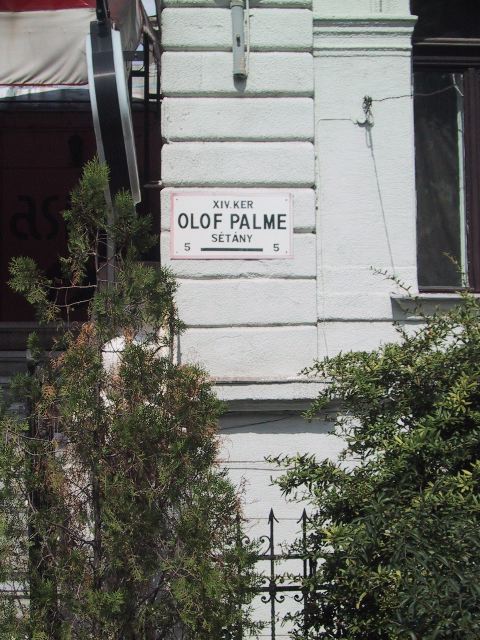 XIV. KER
OLOF PALME
SÉTÁNY
5 5